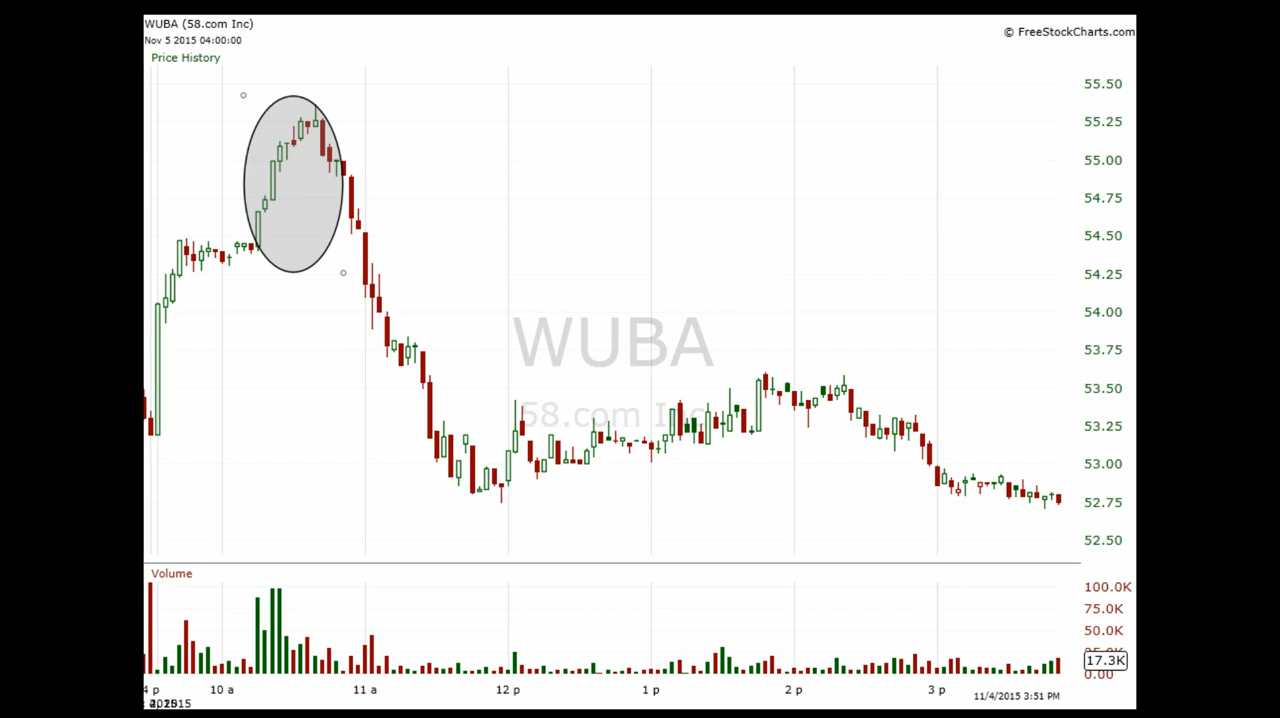 WUBA (58.com Inc)
© FreeStockCharts.com
Nov 5 2015 04:00:00
Price History
55.50
55.25
55.00
54.75
54.50
54.25
54.00
53.75
53.50
53.25
53.00
52.75
52.50
WUBA
58.com Inc
Volume
100.0K
75.0K
50.0K
17.3K
0.00
4 p 10 a 11 a 12 p 1 p 2 p 3 p
11/4/2015 3:51 PM